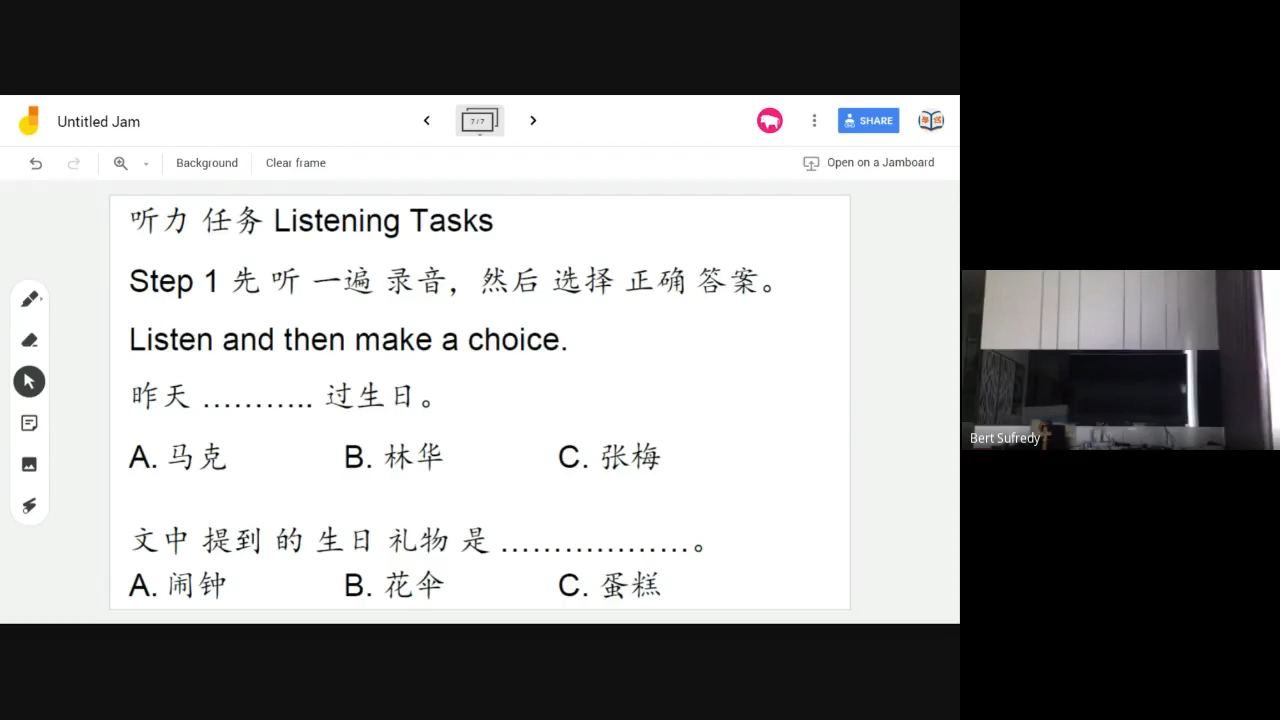 Untitled Jam
7 / 7
SHARE
Background
Clear frame
Open on a Jamboard
听力 任务 Listening Tasks
Step 1 先 听 一遍 录音，然后 选择 正确 答案。
Listen and then make a choice.
昨天 ……….. 过生日。
A. 马克 B. 林华 C. 张梅
文中 提到 的 生日 礼物 是 ………………。
A. 闹钟 B. 花伞 C. 蛋糕
Bert Sufredy